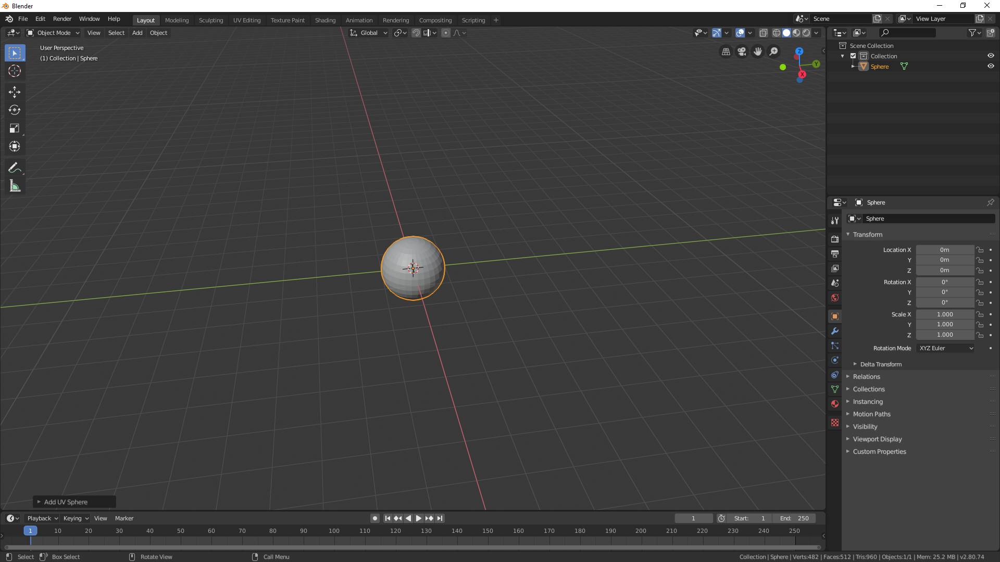 Blender
File Edit Render Window Help Layout Modeling Sculpting UV Editing Texture Paint Shading Animation Rendering Compositing Scripting + Scene View Layer
Object Mode View Select Add Object Global
User Perspective
(1) Collection | Sphere
Z
Y
X
Scene Collection
Collection
Sphere
Sphere
Sphere
Transform
Location X 0m
Y 0m
Z 0m
Rotation X 0°
Y 0°
Z 0°
Scale X 1.000
Y 1.000
Z 1.000
Rotation Mode XYZ Euler
Delta Transform
Relations
Collections
Instancing
Motion Paths
Visibility
Viewport Display
Custom Properties
Add UV Sphere
Playback Keying View Marker 1 Start: 1 End: 250
1 10 20 30 40 50 60 70 80 90 100 110 120 130 140 150 160 170 180 190 200 210 220 230 240 250
Select Box Select Rotate View Call Menu Collection | Sphere | Verts:482 | Faces:512 | Tris:960 | Objects:1/1 | Mem: 25.2 MB | v2.80.74